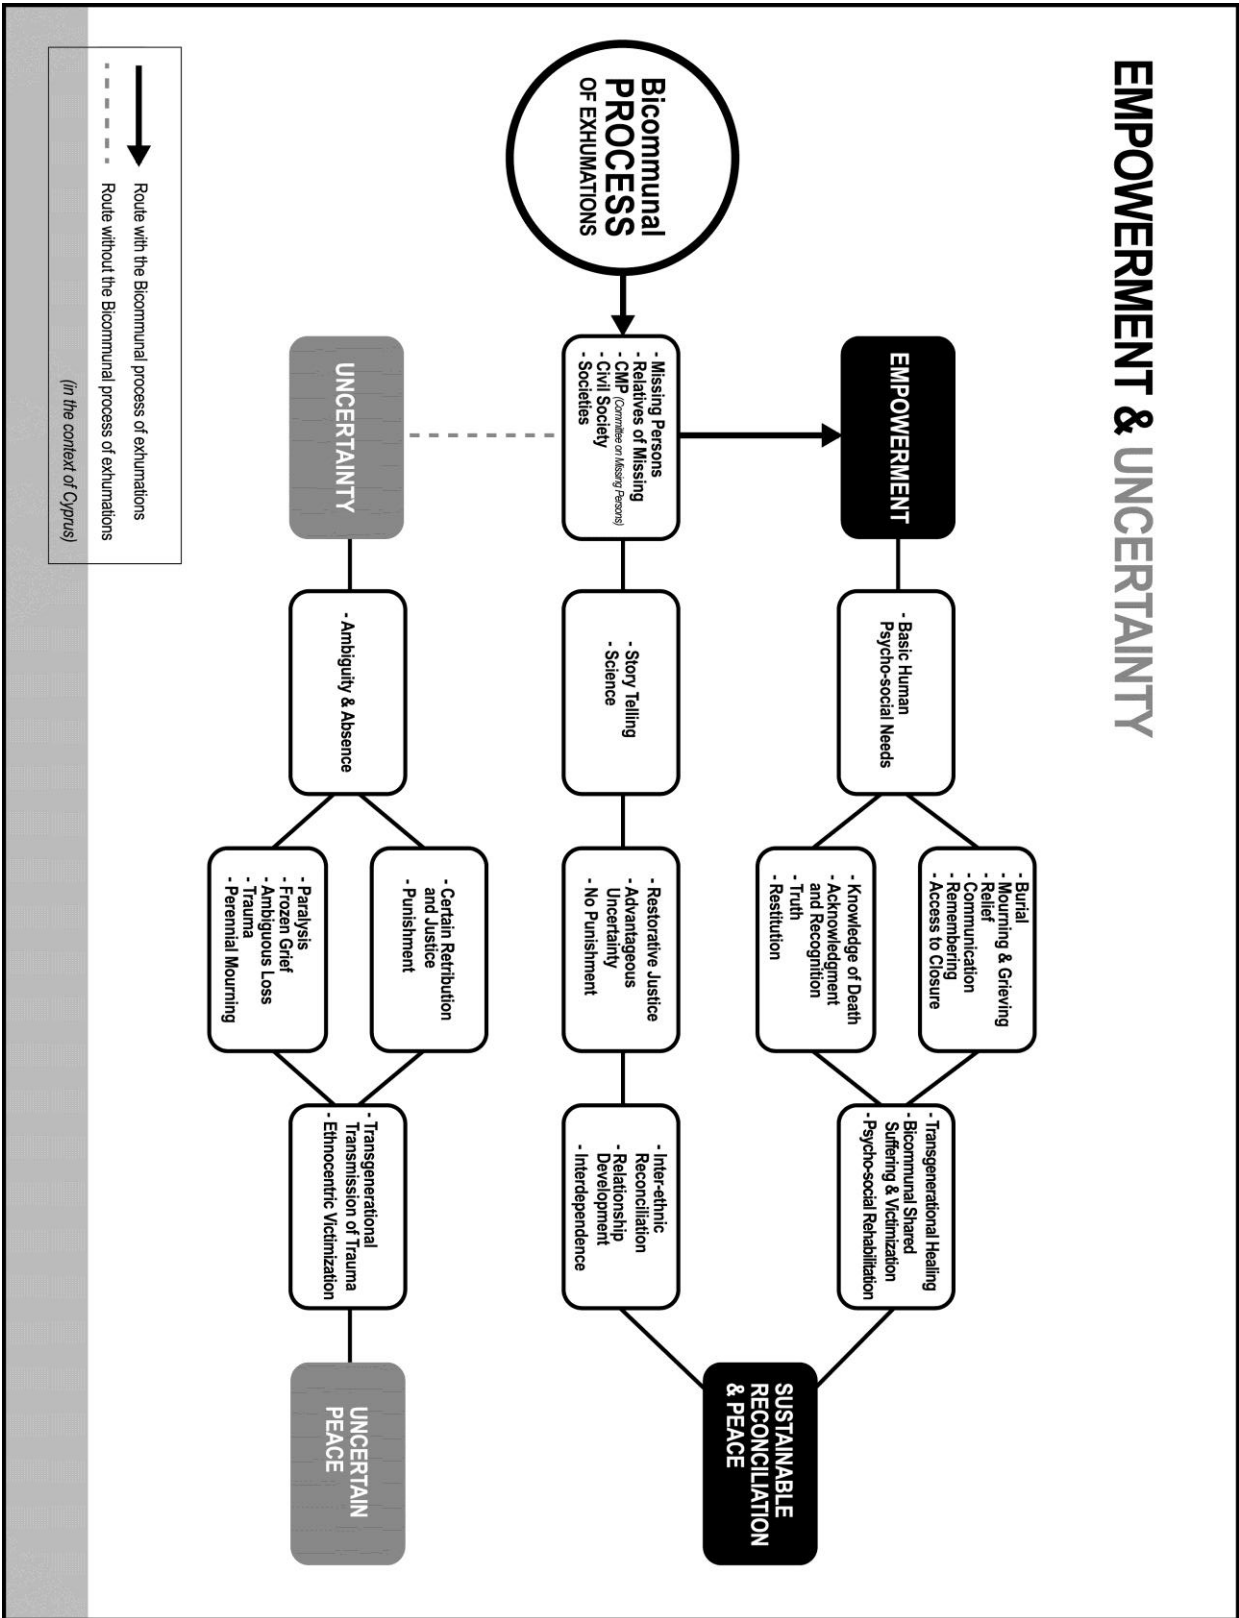 EMPOWERMENT & UNCERTAINTY
Bicommunal
PROCESS
OF EXHUMATIONS
EMPOWERMENT
- Basic Human
Psycho-social Needs
- Burial
- Mourning & Grieving
- Relief
- Communication
- Remembering
- Access to Closure
- Knowledge of Death
- Acknowledgment
and Recognition
- Truth
- Restitution
- Transgenerational Healing
- Bicommunal Shared
Suffering & Victimization
- Psycho-social Rehabilitation
- Missing Persons
- Relatives of Missing
- CMP (Committee on Missing Persons)
- Civil Society
- Societies
- Story Telling
- Science
- Restorative Justice
- Advantageous
Uncertainty
- No Punishment
- Inter-ethnic
Reconciliation
- Relationship
Development
- Interdependence
SUSTAINABLE
RECONCILIATION
& PEACE
UNCERTAINTY
- Ambiguity & Absence
- Certain Retribution
and Justice
- Punishment
- Paralysis
- Frozen Grief
- Ambiguous Loss
- Trauma
- Perennial Mourning
- Transgenerational
Transmission of Trauma
- Ethnocentric Victimization
UNCERTAIN
PEACE
Route with the Bicommunal process of exhumations
Route without the Bicommunal process of exhumations
(in the context of Cyprus)